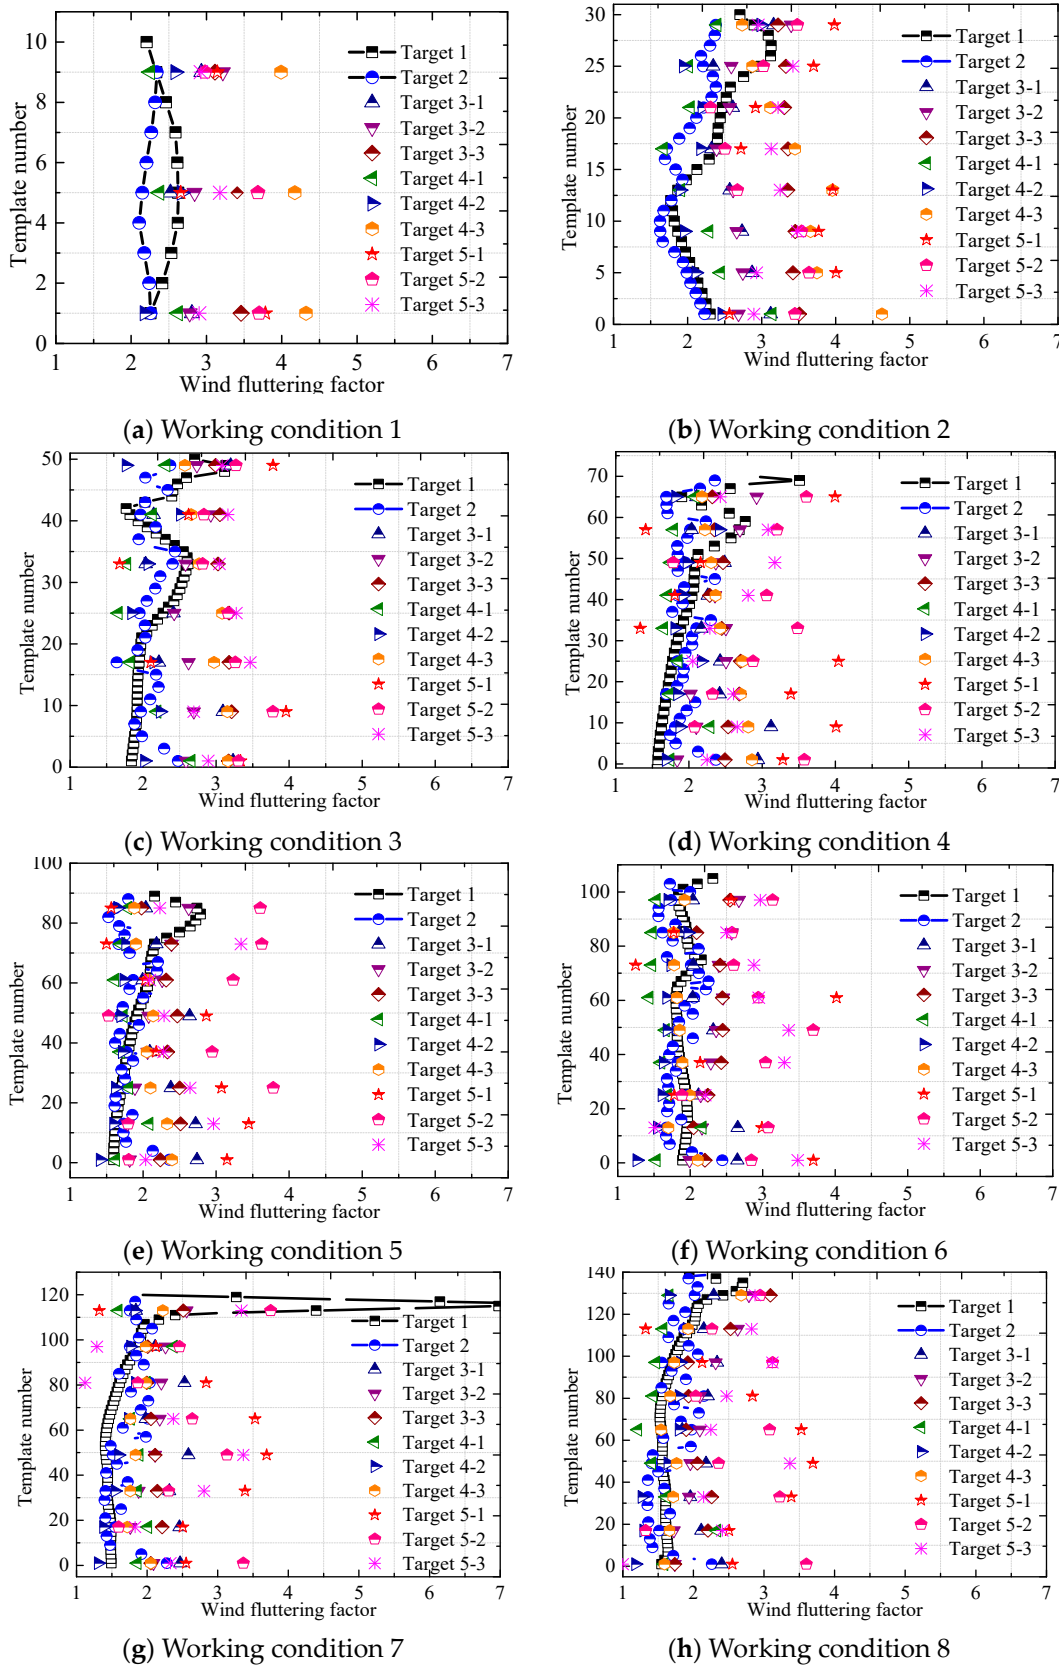 10
8
6
4
2
0
Template number
1 2 3 4 5 6 7
Wind fluttering factor
Target 1
Target 2
Target 3-1
Target 3-2
Target 3-3
Target 4-1
Target 4-2
Target 4-3
Target 5-1
Target 5-2
Target 5-3
(a) Working condition 1
30
25
20
15
10
5
0
Template number
1 2 3 4 5 6 7
Wind fluttering factor
Target 1
Target 2
Target 3-1
Target 3-2
Target 3-3
Target 4-1
Target 4-2
Target 4-3
Target 5-1
Target 5-2
Target 5-3
(b) Working condition 2
50
40
30
20
10
0
Template number
1 2 3 4 5 6 7
Wind fluttering factor
Target 1
Target 2
Target 3-1
Target 3-2
Target 3-3
Target 4-1
Target 4-2
Target 4-3
Target 5-1
Target 5-2
Target 5-3
(c) Working condition 3
70
60
50
40
30
20
10
0
Template number
1 2 3 4 5 6 7
Wind fluttering factor
Target 1
Target 2
Target 3-1
Target 3-2
Target 3-3
Target 4-1
Target 4-2
Target 4-3
Target 5-1
Target 5-2
Target 5-3
(d) Working condition 4
100
80
60
40
20
0
Template number
1 2 3 4 5 6 7
Wind fluttering factor
Target 1
Target 2
Target 3-1
Target 3-2
Target 3-3
Target 4-1
Target 4-2
Target 4-3
Target 5-1
Target 5-2
Target 5-3
(e) Working condition 5
100
80
60
40
20
0
Template number
1 2 3 4 5 6 7
Wind fluttering factor
Target 1
Target 2
Target 3-1
Target 3-2
Target 3-3
Target 4-1
Target 4-2
Target 4-3
Target 5-1
Target 5-2
Target 5-3
(f) Working condition 6
120
100
80
60
40
20
0
Template number
1 2 3 4 5 6 7
Wind fluttering factor
Target 1
Target 2
Target 3-1
Target 3-2
Target 3-3
Target 4-1
Target 4-2
Target 4-3
Target 5-1
Target 5-2
Target 5-3
(g) Working condition 7
140
120
100
80
60
40
20
0
Template number
1 2 3 4 5 6 7
Wind fluttering factor
Target 1
Target 2
Target 3-1
Target 3-2
Target 3-3
Target 4-1
Target 4-2
Target 4-3
Target 5-1
Target 5-2
Target 5-3
(h) Working condition 8